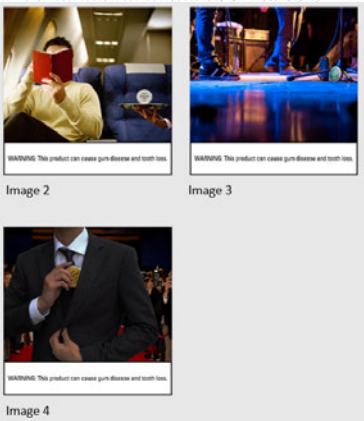 WARNING: This product can cause gum disease and tooth loss.
WARNING: This product can cause gum disease and tooth loss.
Image 2
Image 3
WARNING: This product can cause gum disease and tooth loss.
Image 4